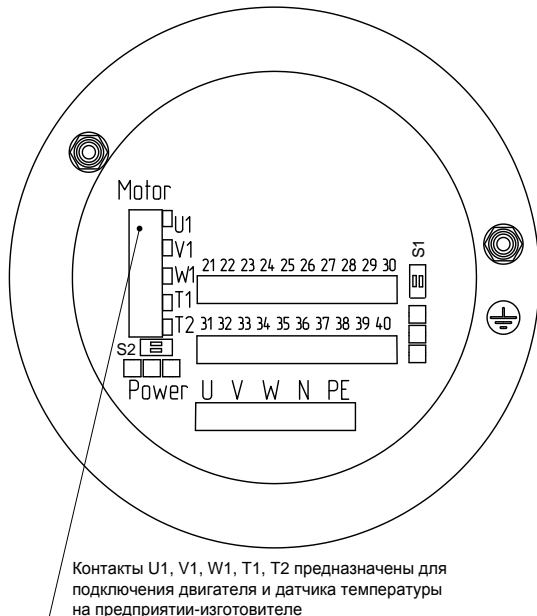 Motor
U1
V1
W1
T1
T2
S1
21 22 23 24 25 26 27 28 29 30
31 32 33 34 35 36 37 38 39 40
S2
Power U V W N PE
Контакты U1, V1, W1, T1, T2 предназначены для
подключения двигателя и датчика температуры
на предприятии-изготовителе